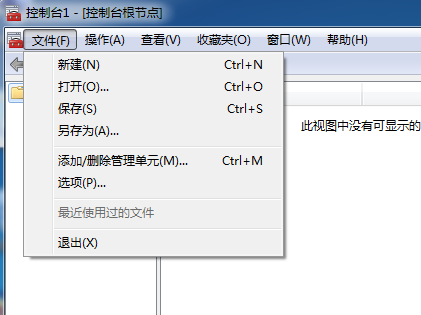 控制台1 - [控制台根节点]
文件(F) 操作(A) 查看(V) 收藏夹(O) 窗口(W) 帮助(H)
新建(N) Ctrl+N
打开(O)... Ctrl+O
保存(S) Ctrl+S
此视图中没有可显示的
另存为(A)...
添加/删除管理单元(M)... Ctrl+M
选项(P)...
最近使用过的文件
退出(X)